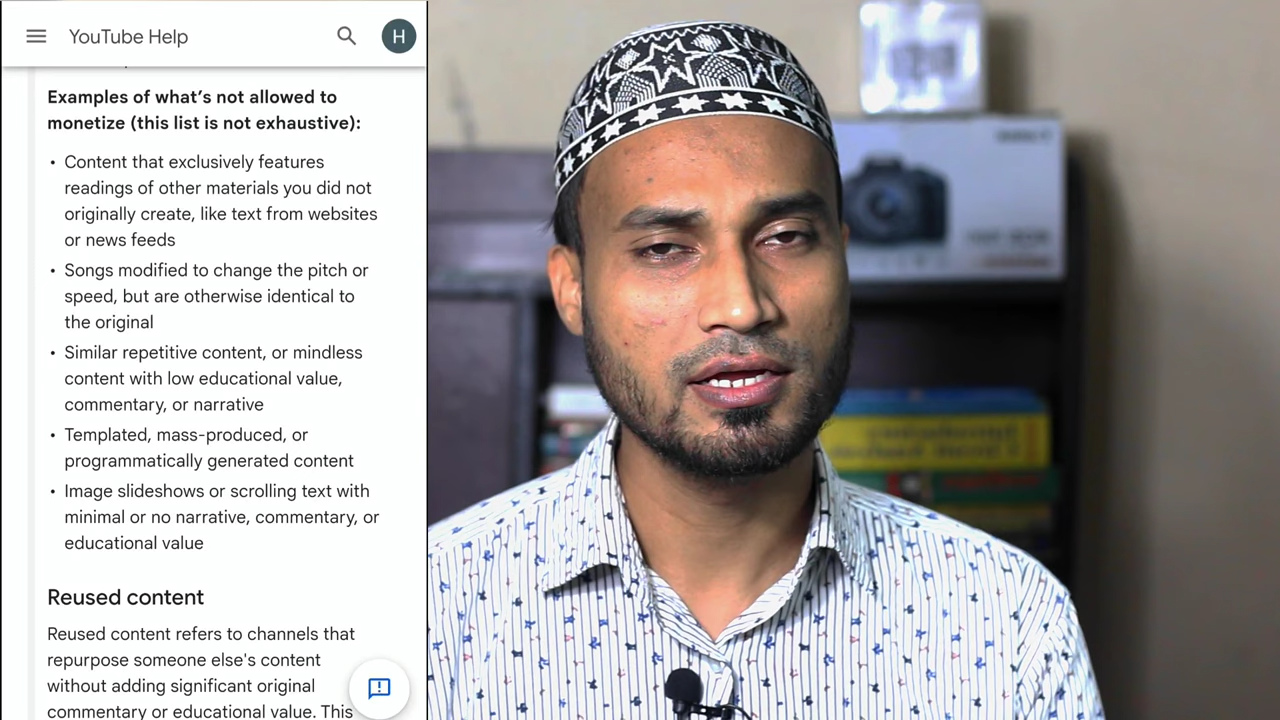 YouTube Help
H
Examples of what’s not allowed to
monetize (this list is not exhaustive):
• Content that exclusively features
readings of other materials you did not
originally create, like text from websites
or news feeds
• Songs modified to change the pitch or
speed, but are otherwise identical to
the original
• Similar repetitive content, or mindless
content with low educational value,
commentary, or narrative
• Templated, mass-produced, or
programmatically generated content
• Image slideshows or scrolling text with
minimal or no narrative, commentary, or
educational value
Reused content
Reused content refers to channels that
repurpose someone else's content
without adding significant original
commentary or educational value. This